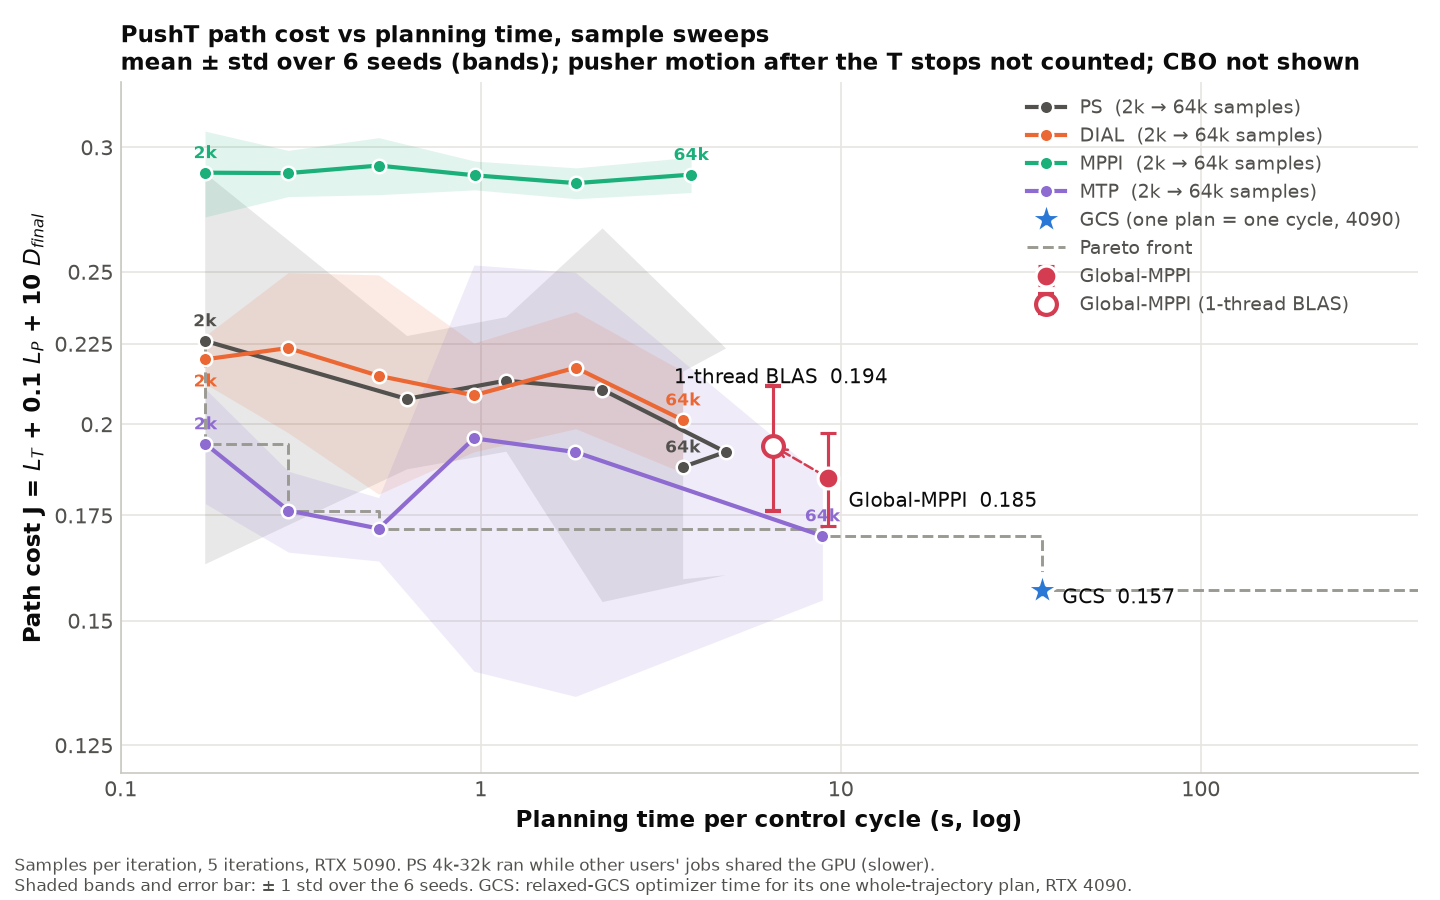 PushT path cost vs planning time, sample sweeps
mean ± std over 6 seeds (bands); pusher motion after the T stops not counted; CBO not shown
PS (2k → 64k samples)
DIAL (2k → 64k samples)
MPPI (2k → 64k samples)
MTP (2k → 64k samples)
GCS (one plan = one cycle, 4090)
Pareto front
Global-MPPI
Global-MPPI (1-thread BLAS)
Path cost J = L_T + 0.1 L_P + 10 D_final
0.3
0.25
0.225
0.2
0.175
0.15
0.125
2k
64k
2k
2k
2k
64k
64k
64k
1-thread BLAS 0.194
Global-MPPI 0.185
GCS 0.157
0.1
1
10
100
Planning time per control cycle (s, log)
Samples per iteration, 5 iterations, RTX 5090. PS 4k-32k ran while other users' jobs shared the GPU (slower).
Shaded bands and error bar: ± 1 std over the 6 seeds. GCS: relaxed-GCS optimizer time for its one whole-trajectory plan, RTX 4090.